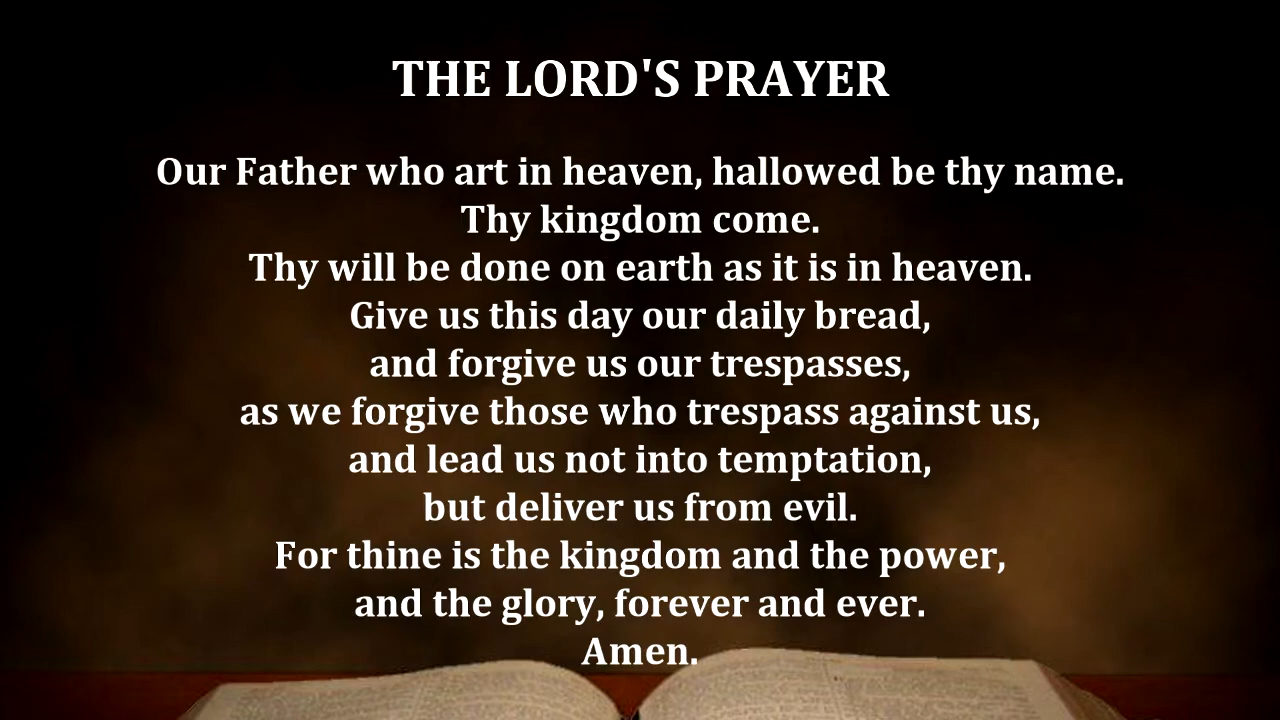 THE LORD'S PRAYER
Our Father who art in heaven, hallowed be thy name.
Thy kingdom come.
Thy will be done on earth as it is in heaven.
Give us this day our daily bread,
and forgive us our trespasses,
as we forgive those who trespass against us,
and lead us not into temptation,
but deliver us from evil.
For thine is the kingdom and the power,
and the glory, forever and ever.
Amen.